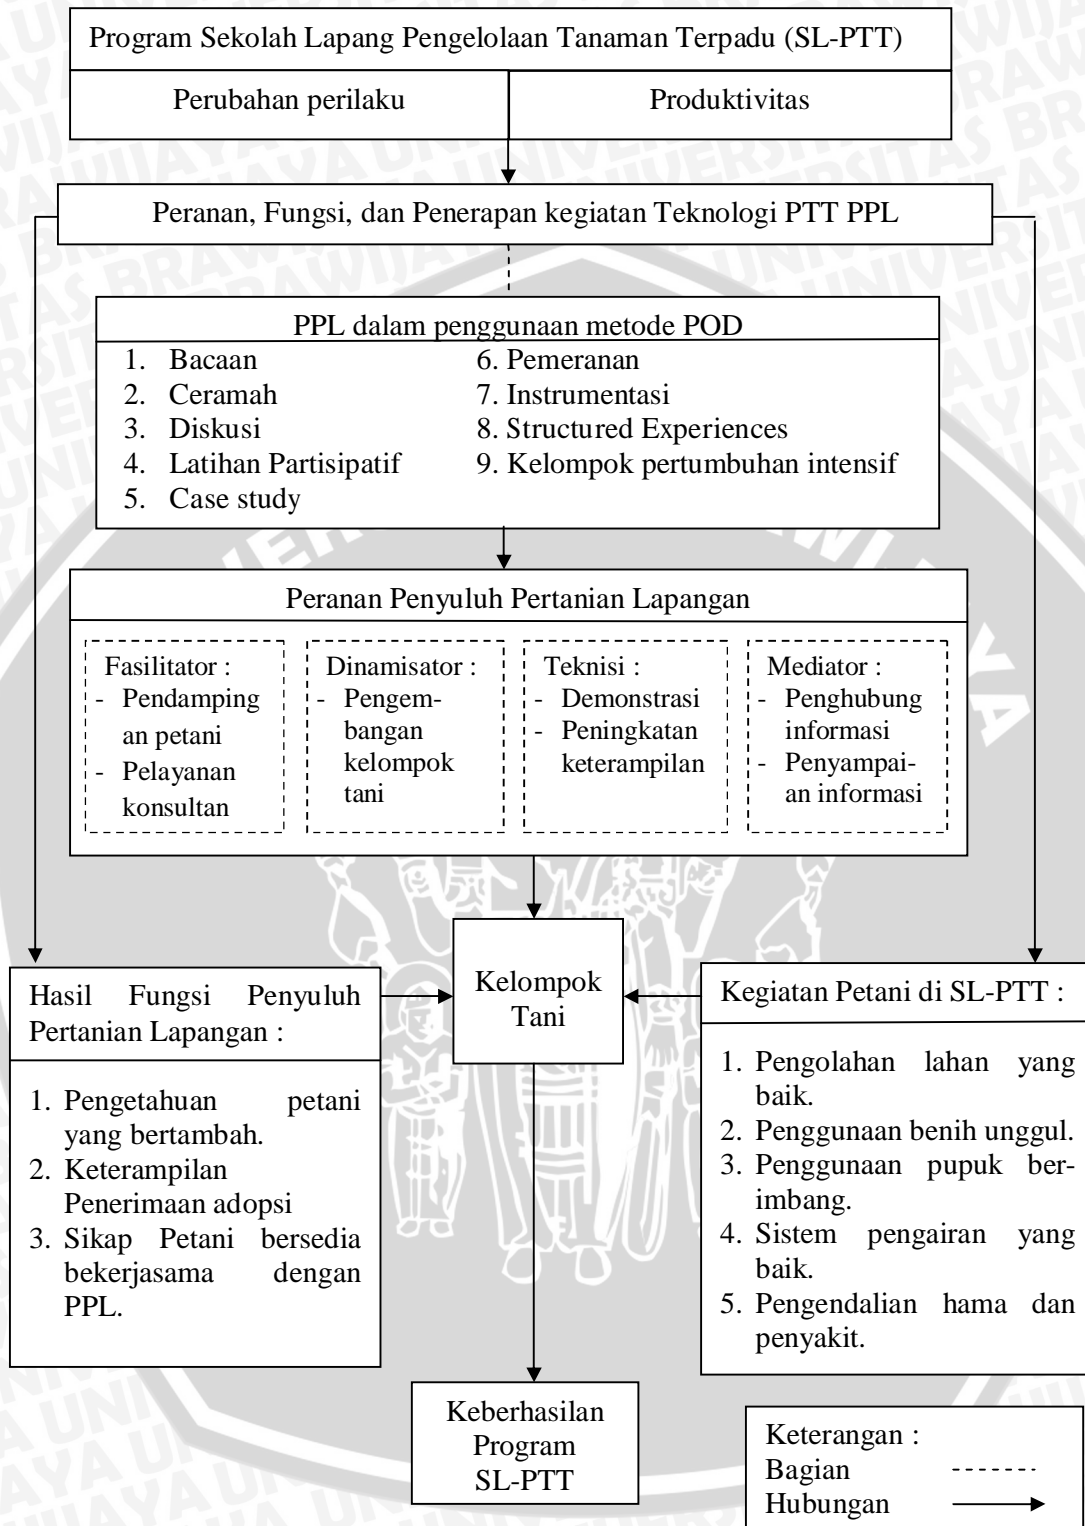 Program Sekolah Lapang Pengelolaan Tanaman Terpadu (SL-PTT)
Perubahan perilaku
Produktivitas
Peranan, Fungsi, dan Penerapan kegiatan Teknologi PTT PPL
PPL dalam penggunaan metode POD
1. Bacaan
2. Ceramah
3. Diskusi
4. Latihan Partisipatif
5. Case study
6. Pemeranan
7. Instrumentasi
8. Structured Experiences
9. Kelompok pertumbuhan intensif
Peranan Penyuluh Pertanian Lapangan
Fasilitator :
- Pendamping
an petani
- Pelayanan
konsultan
Dinamisator :
- Pengem-
bangan
kelompok
tani
Teknisi :
- Demonstrasi
- Peningkatan
keterampilan
Mediator :
- Penghubung
informasi
- Penyampai-
an informasi
Hasil Fungsi Penyuluh
Pertanian Lapangan :
1. Pengetahuan petani
yang bertambah.
2. Keterampilan
Penerimaan adopsi
3. Sikap Petani bersedia
bekerjasama dengan
PPL.
Kelompok
Tani
Kegiatan Petani di SL-PTT :
1. Pengolahan lahan yang
baik.
2. Penggunaan benih unggul.
3. Penggunaan pupuk ber-
imbang.
4. Sistem pengairan yang
baik.
5. Pengendalian hama dan
penyakit.
Keberhasilan
Program
SL-PTT
Keterangan :
Bagian
Hubungan